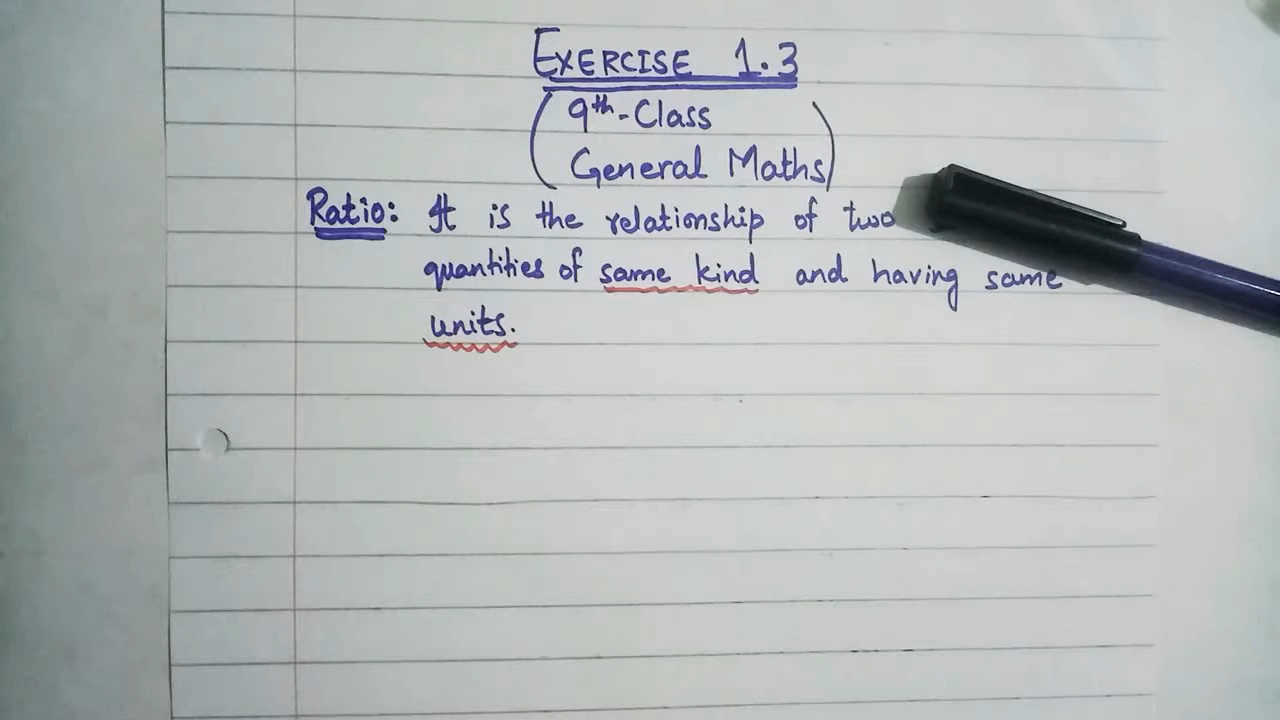 EXERCISE 1.3
(9th-Class
General Maths)
Ratio: It is the relationship of two
quantities of same kind and having same
units.